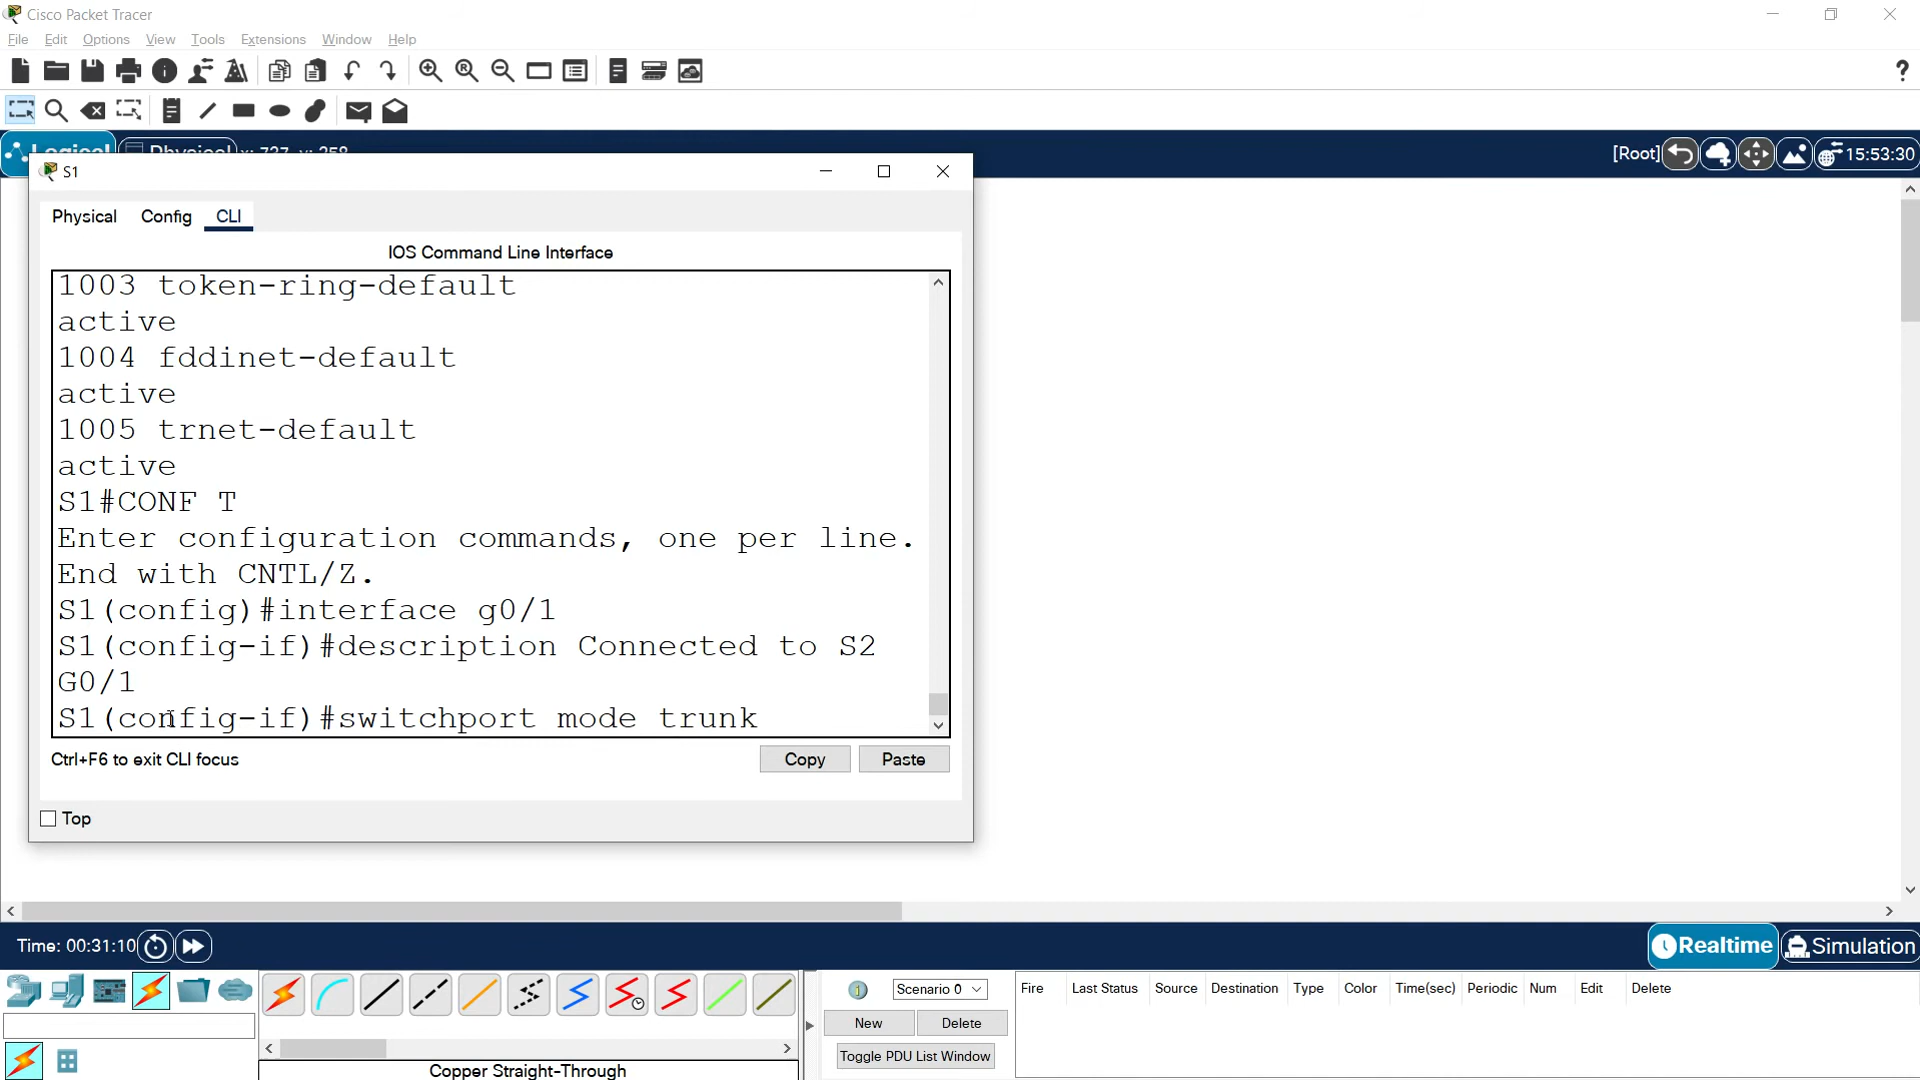 Cisco Packet Tracer
File Edit Options View Tools Extensions Window Help
?
Logical Physical x: 737, y: 258
[Root] 15:53:30
S1
Physical Config CLI
IOS Command Line Interface
1003 token-ring-default
active
1004 fddinet-default
active
1005 trnet-default
active
S1#CONF T
Enter configuration commands, one per line.
End with CNTL/Z.
S1(config)#interface g0/1
S1(config-if)#description Connected to S2
G0/1
S1(config-if)#switchport mode trunk
Ctrl+F6 to exit CLI focus
Copy Paste
Top
Time: 00:31:10
Realtime Simulation
Scenario 0
Fire Last Status Source Destination Type Color Time(sec) Periodic Num Edit Delete
New Delete
Toggle PDU List Window
Copper Straight-Through